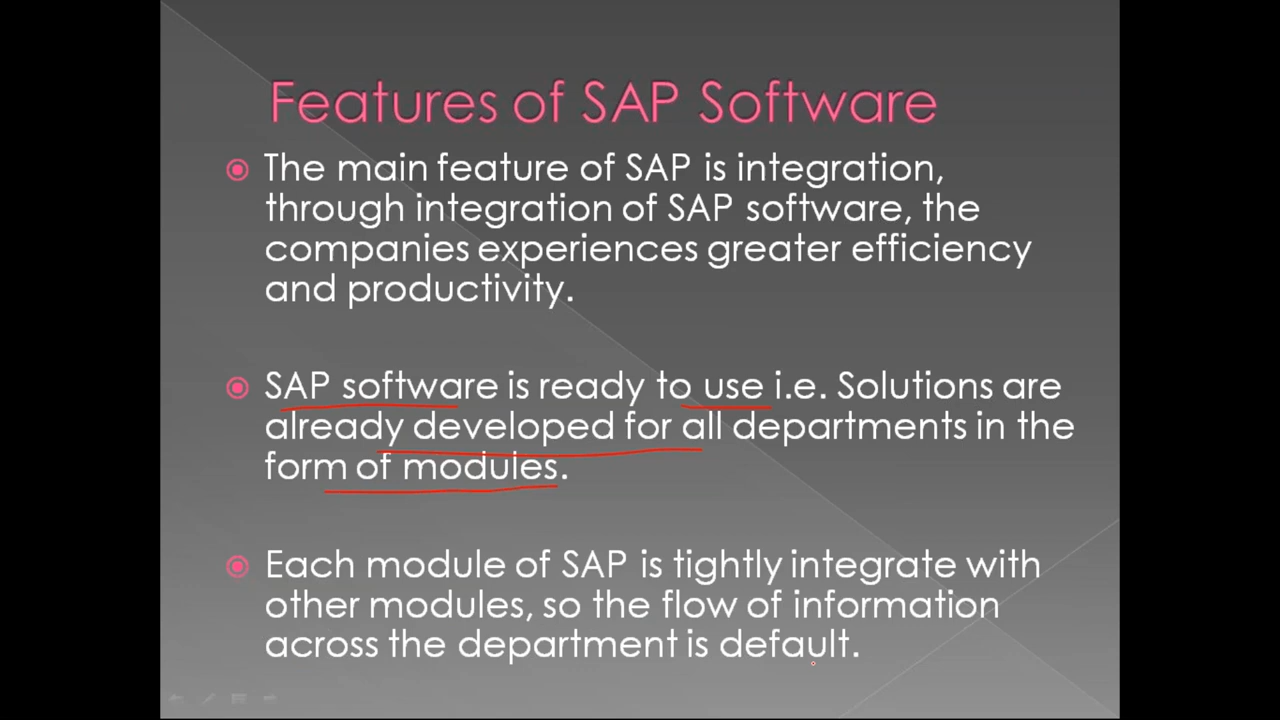 Features of SAP Software
The main feature of SAP is integration,
through integration of SAP software, the
companies experiences greater efficiency
and productivity.
SAP software is ready to use i.e. Solutions are
already developed for all departments in the
form of modules.
Each module of SAP is tightly integrate with
other modules, so the flow of information
across the department is default.